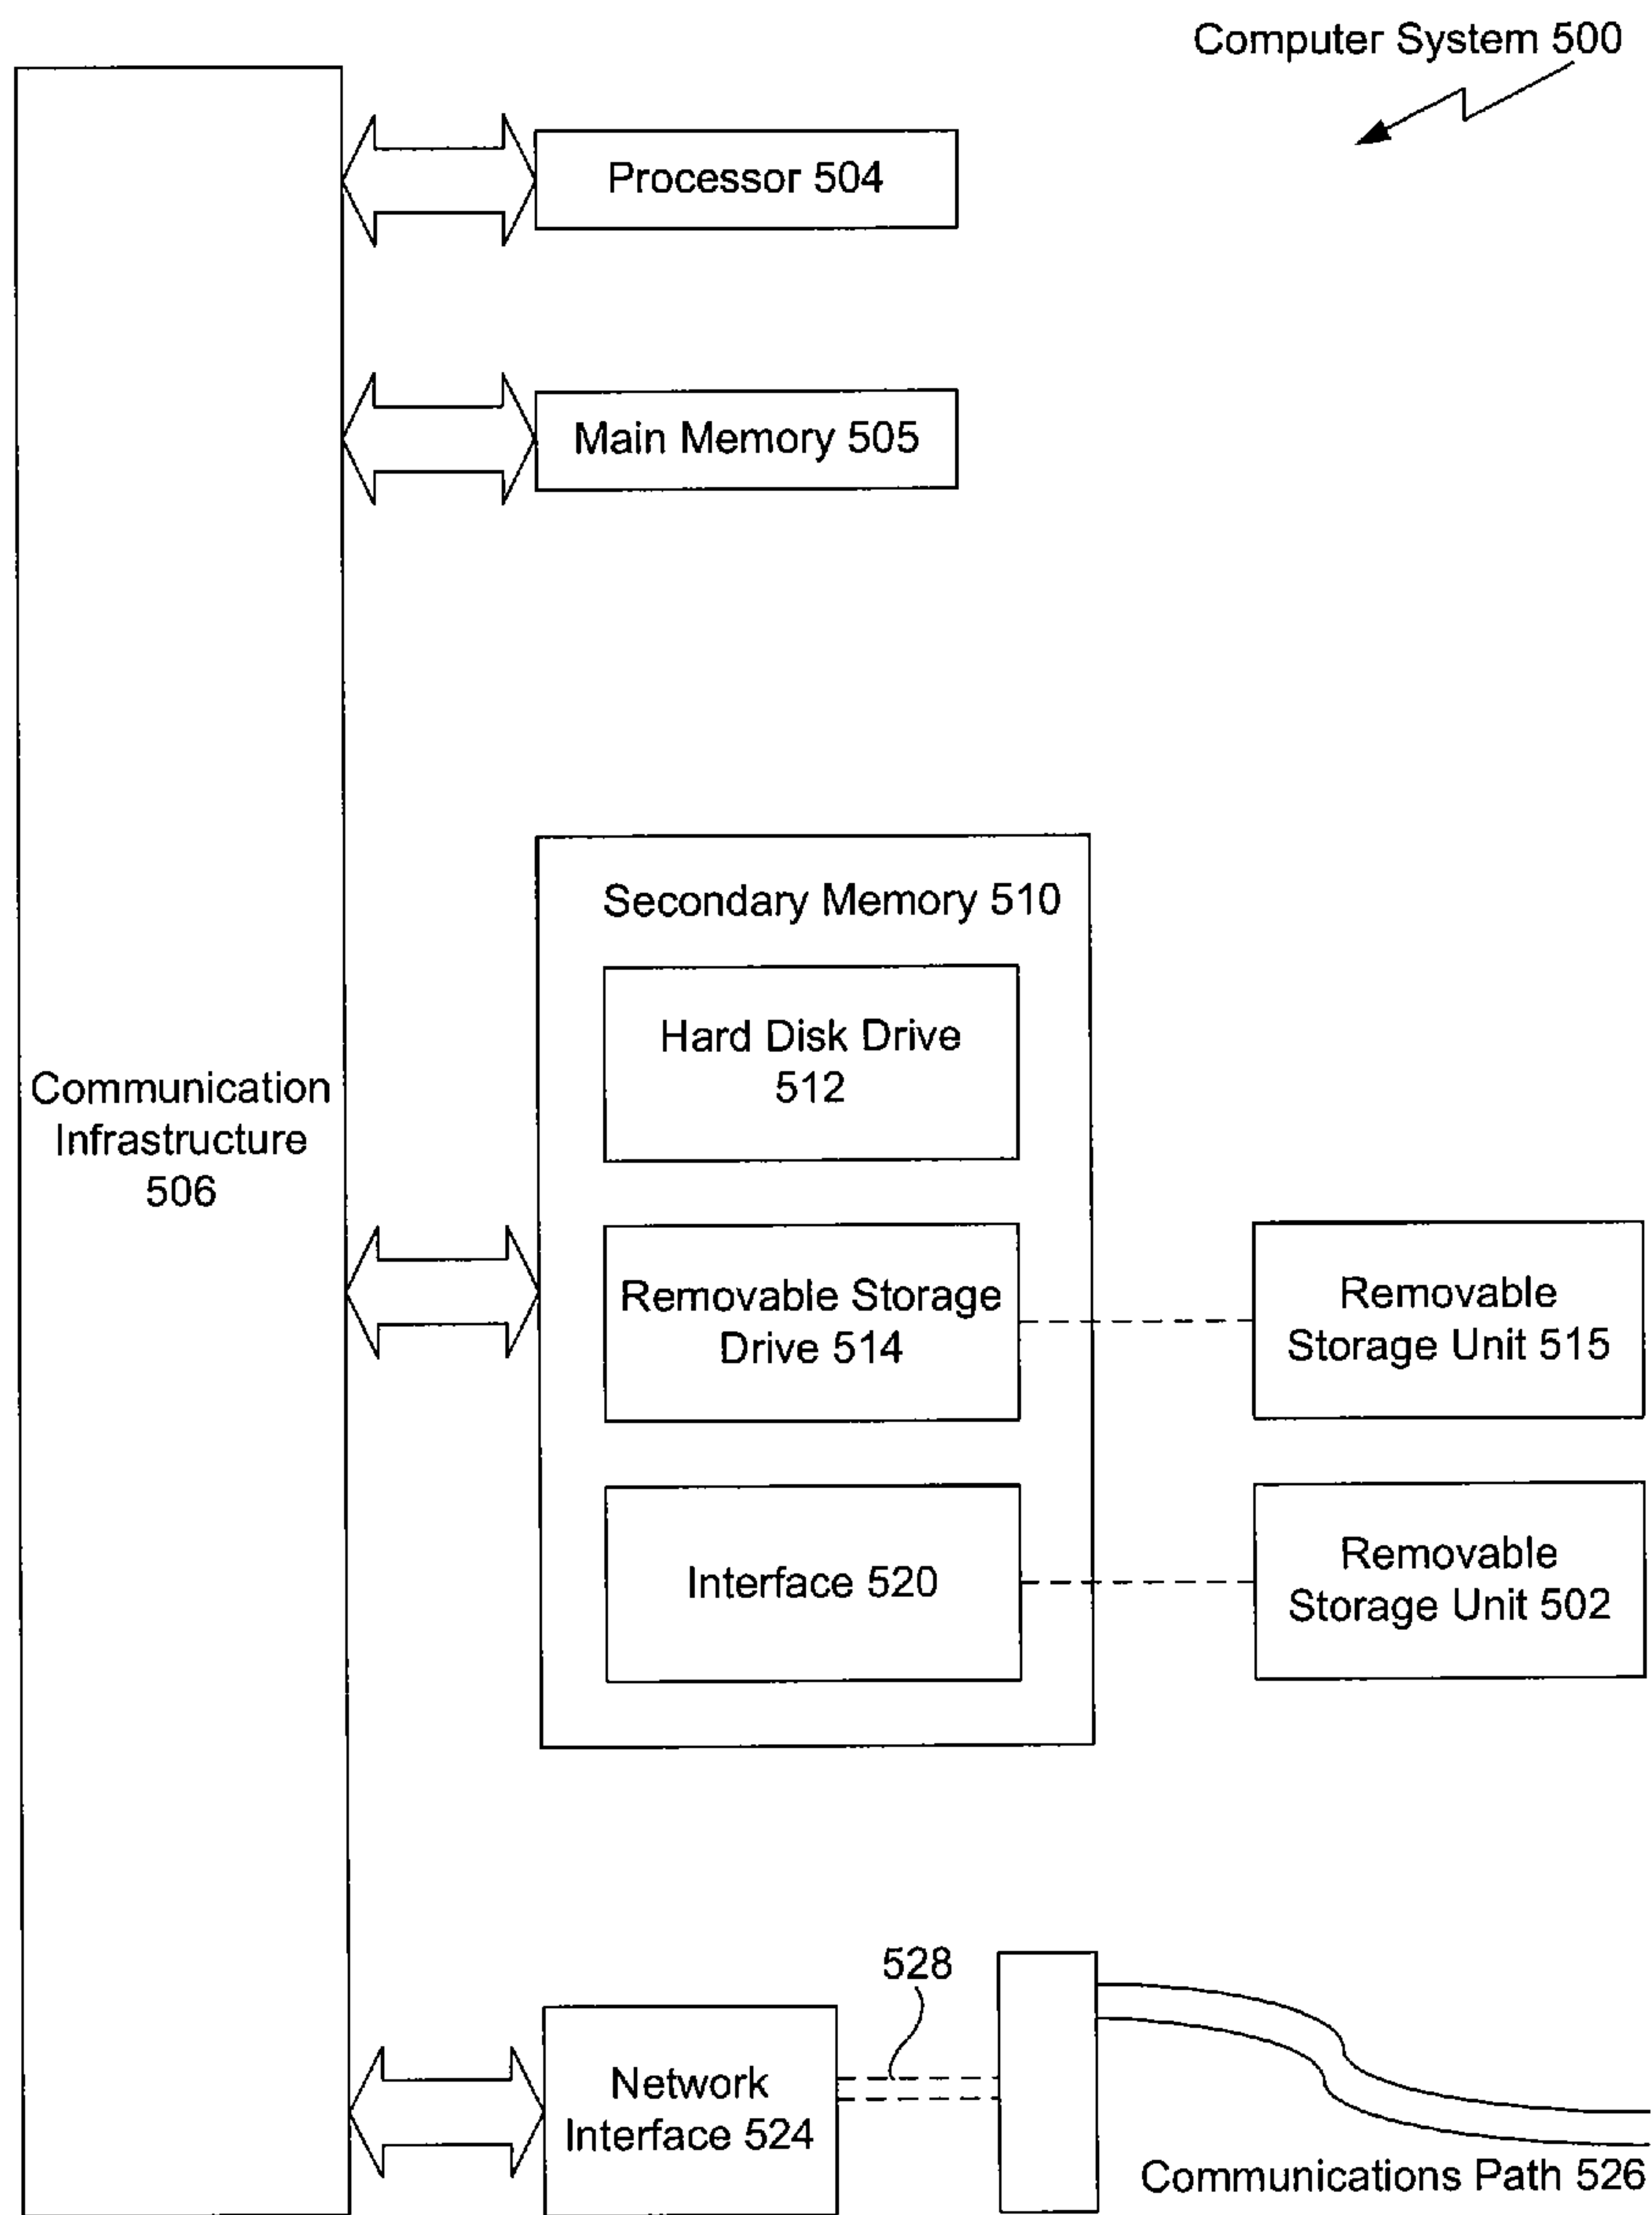 Computer System 500
Processor 504
Main Memory 505
Communication
Infrastructure
506
Secondary Memory 510
Hard Disk Drive
512
Removable Storage
Drive 514
Removable
Storage Unit 515
Interface 520
Removable
Storage Unit 502
528
Network
Interface 524
Communications Path 526